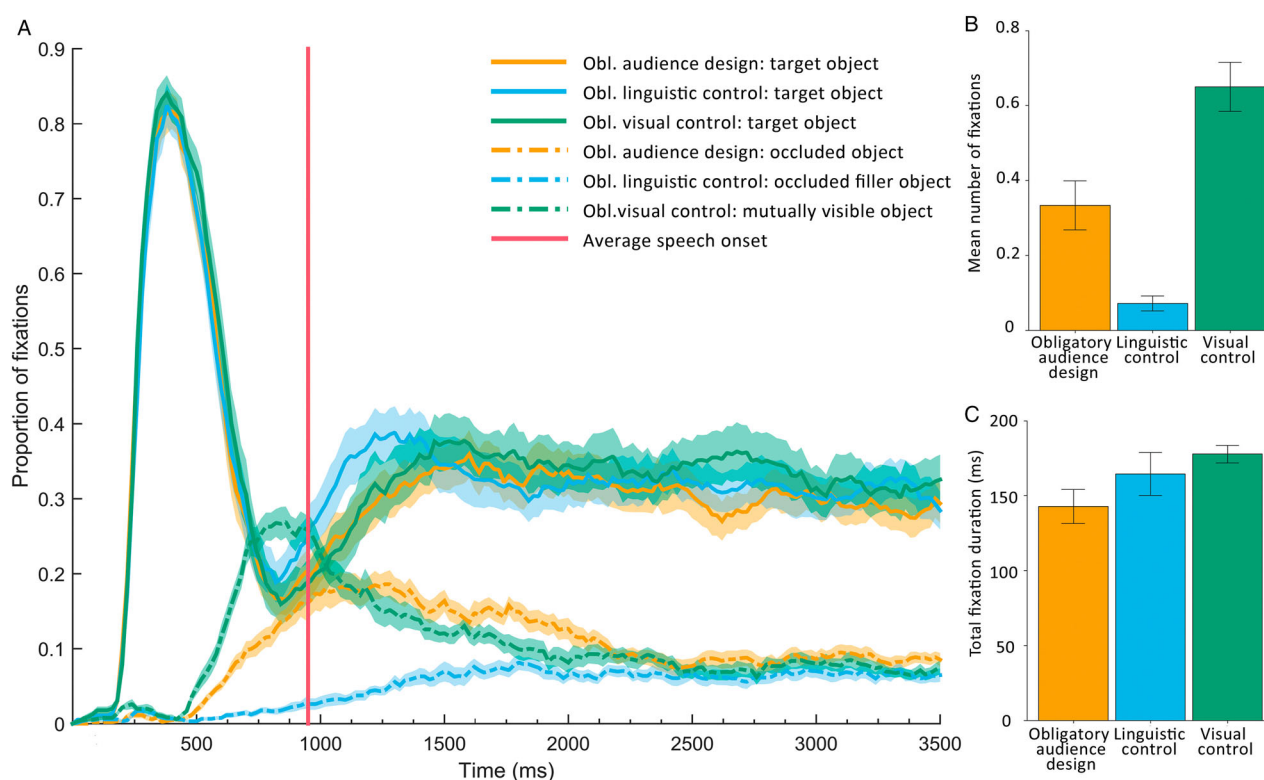 A
Proportion of fixations
0.9
0.8
0.7
0.6
0.5
0.4
0.3
0.2
0.1
0
500
1000
1500
2000
2500
3000
3500
Time (ms)
Obl. audience design: target object
Obl. linguistic control: target object
Obl. visual control: target object
Obl. audience design: occluded object
Obl. linguistic control: occluded filler object
Obl.visual control: mutually visible object
Average speech onset
B
Mean number of fixations
0.8
0.6
0.4
0.2
0
Obligatory
audience
design
Linguistic
control
Visual
control
C
Total fixation duration (ms)
200
150
100
50
0
Obligatory
audience
design
Linguistic
control
Visual
control